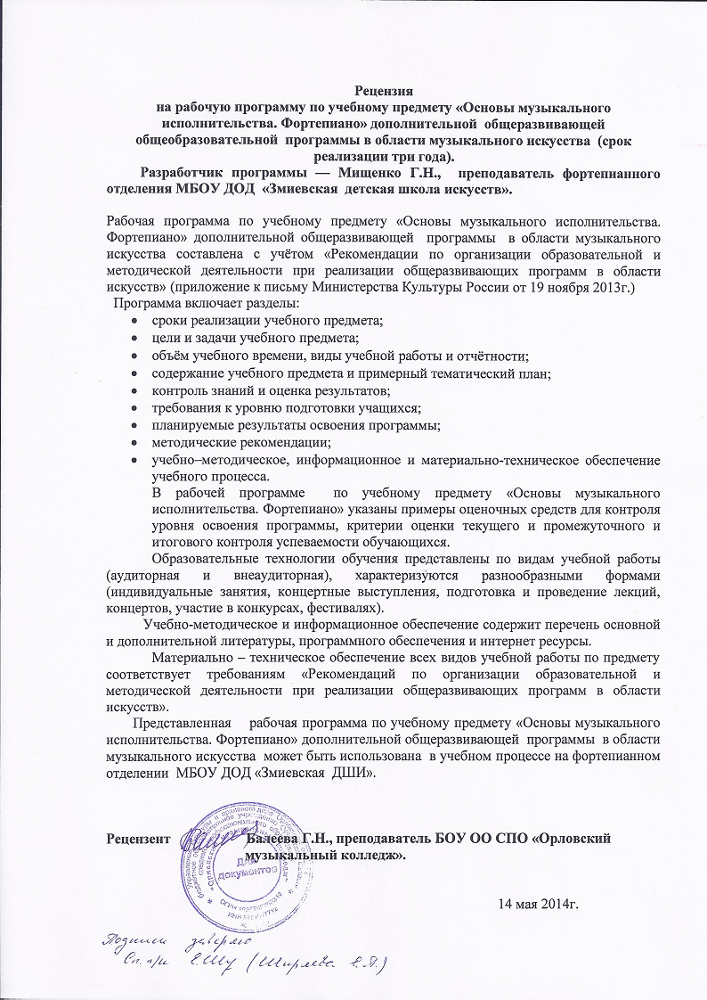 Рецензия
на рабочую программу по учебному предмету «Основы музыкального
исполнительства. Фортепиано» дополнительной общеразвивающей
общеобразовательной программы в области музыкального искусства (срок
реализации три года).
Разработчик программы — Мищенко Г.Н., преподаватель фортепианного
отделения МБОУ ДОД «Змиевская детская школа искусств».
Рабочая программа по учебному предмету «Основы музыкального исполнительства.
Фортепиано» дополнительной общеразвивающей программы в области музыкального
искусства составлена с учётом «Рекомендации по организации образовательной и
методической деятельности при реализации общеразвивающих программ в области
искусств» (приложение к письму Министерства Культуры России от 19 ноября 2013г.)
Программа включает разделы:
• сроки реализации учебного предмета;
• цели и задачи учебного предмета;
• объём учебного времени, виды учебной работы и отчётности;
• содержание учебного предмета и примерный тематический план;
• контроль знаний и оценка результатов;
• требования к уровню подготовки учащихся;
• планируемые результаты освоения программы;
• методические рекомендации;
• учебно–методическое, информационное и материально-техническое обеспечение
учебного процесса.
В рабочей программе по учебному предмету «Основы музыкального
исполнительства. Фортепиано» указаны примеры оценочных средств для контроля
уровня освоения программы, критерии оценки текущего и промежуточного и
итогового контроля успеваемости обучающихся.
Образовательные технологии обучения представлены по видам учебной работы
(аудиторная и внеаудиторная), характеризуются разнообразными формами
(индивидуальные занятия, концертные выступления, подготовка и проведение лекций,
концертов, участие в конкурсах, фестивалях).
Учебно-методическое и информационное обеспечение содержит перечень основной
и дополнительной литературы, программного обеспечения и интернет ресурсы.
Материально – техническое обеспечение всех видов учебной работы по предмету
соответствует требованиям «Рекомендаций по организации образовательной и
методической деятельности при реализации общеразвивающих программ в области
искусств».
Представленная рабочая программа по учебному предмету «Основы музыкального
исполнительства. Фортепиано» дополнительной общеразвивающей программы в области
музыкального искусства может быть использована в учебном процессе на фортепианном
отделении МБОУ ДОД «Змиевская ДШИ».
Рецензент Валеева Г.Н., преподаватель БОУ ОО СПО «Орловский
музыкальный колледж».
Для
документов
14 мая 2014г.
Подписи заверяю
(Ширяева Е.А.)